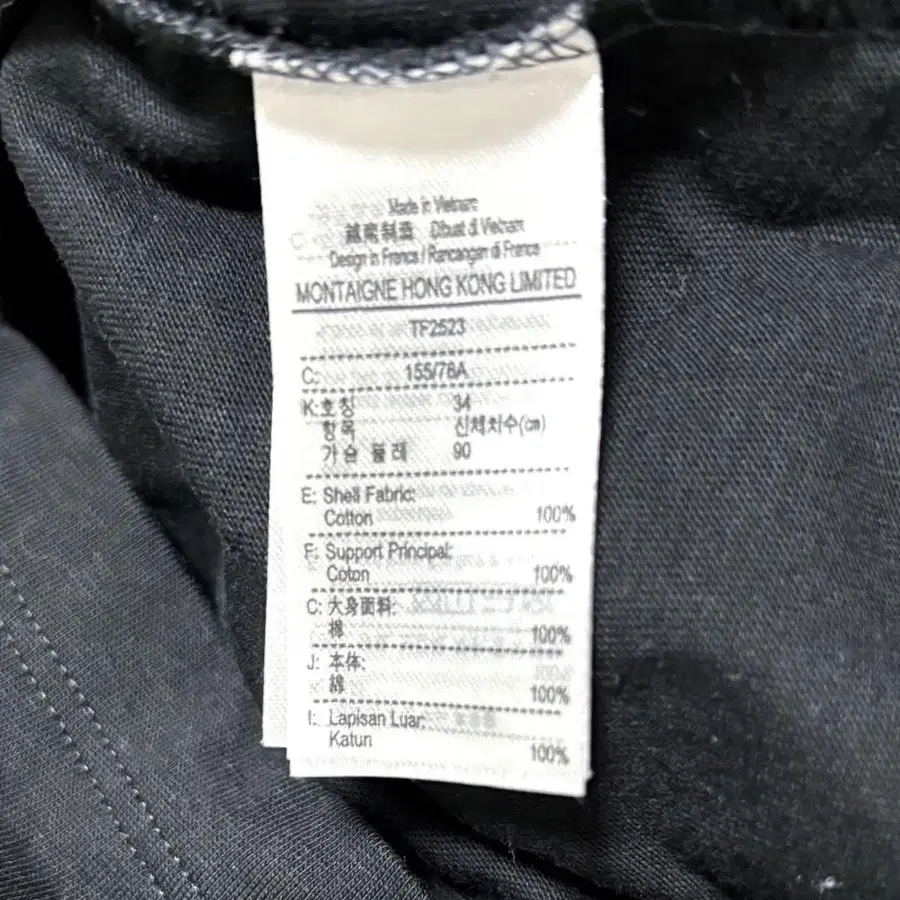 Made in Vietnam
越南制造 Dibuat di Vietnam
Design in France / Rancangan di France
MONTAIGNE HONG KONG LIMITED
TF2523
C: 155/76A
K: 호칭 34
항목 신체치수(㎝)
가슴 둘레 90
E: Shell Fabric:
Cotton 100%
F: Support Principal:
Coton 100%
C: 大身面料:
棉 100%
J: 本体:
綿 100%
I: Lapisan Luar:
Katun 100%